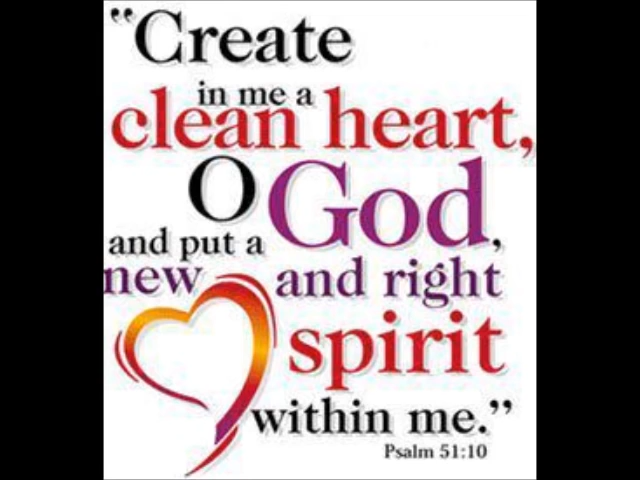 “Create
in me a
clean heart,
O God,
and put a
new and right
spirit
within me.”
Psalm 51:10